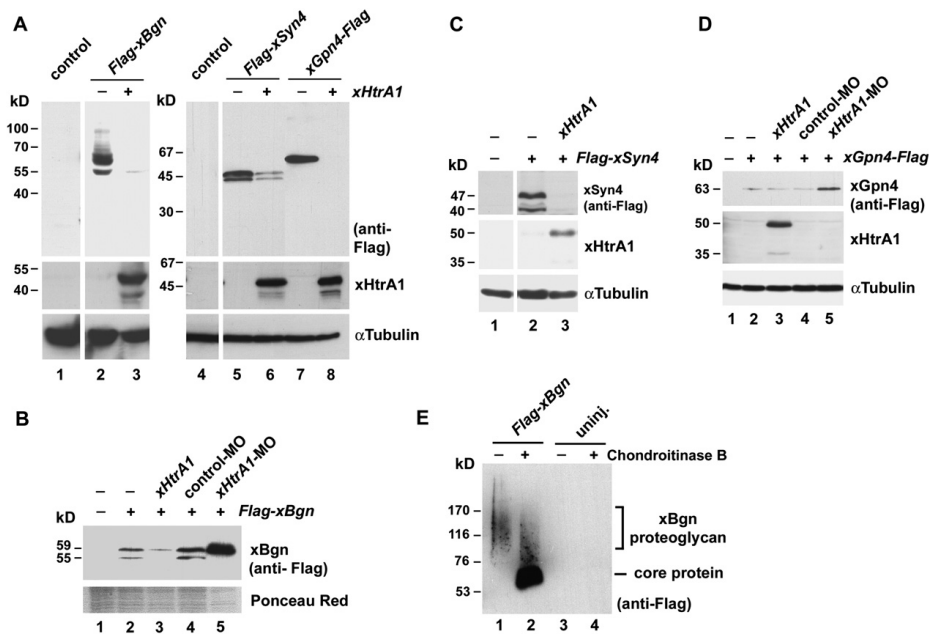 A
control
Flag-xBgn
control
Flag-xSyn4
xGpn4-Flag
– + – + – + xHtrA1
kD
100
70
55
40
kD
67
45
30
(anti-
Flag)
55
40
67
45
xHtrA1
αTubulin
1 2 3 4 5 6 7 8
B
xHtrA1
control-MO
xHtrA1-MO
– – 
– + + + + Flag-xBgn
kD
59
55
xBgn
(anti- Flag)
Ponceau Red
1 2 3 4 5
C
xHtrA1
– –
– + + Flag-xSyn4
kD
47
40
xSyn4
(anti-Flag)
50
35
xHtrA1
αTubulin
1 2 3
D
xHtrA1
control-MO
xHtrA1-MO
– –
– + + + + xGpn4-Flag
kD
63
xGpn4
(anti-Flag)
50
35
xHtrA1
αTubulin
1 2 3 4 5
E
Flag-xBgn
uninj.
– + – + Chondroitinase B
kD
170
130
116
76
53
xBgn
proteoglycan
core protein
(anti-Flag)
1 2 3 4